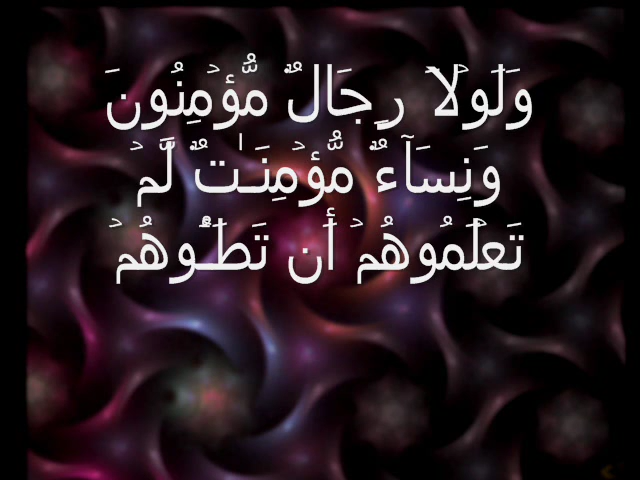 وَلَوۡلَا رِجَالٌ مُّؤۡمِنُونَ
وَنِسَآءٌ مُّؤۡمِنَـٰتٌ لَّمۡ
تَعۡلَمُوهُمۡ أَن تَطَـُٔوهُمۡ